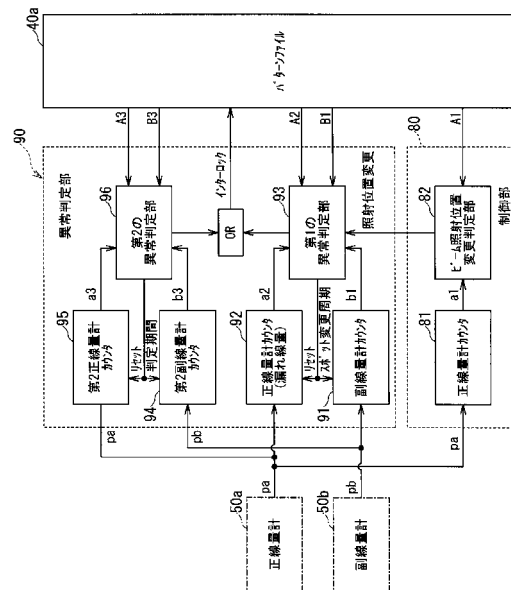 90
異常判定部
95
第2正線量計
カウンタ
a3
96
第2の
異常判定部
A3
B3
40a
パターンファイル
リセット
判定期間
94
第2副線量計
カウンタ
b3
OR
インターロック
pa
pb
92
正線量計カウンタ
(漏れ線量)
a2
93
第1の
異常判定部
A2
B1
リセット
スポット変更周期
91
副線量計カウンタ
b1
照射位置変更
50a
正線量計
pa
50b
副線量計
pb
80
制御部
81
正線量計カウンタ
pa
a1
82
ビーム照射位置
変更判定部
A1